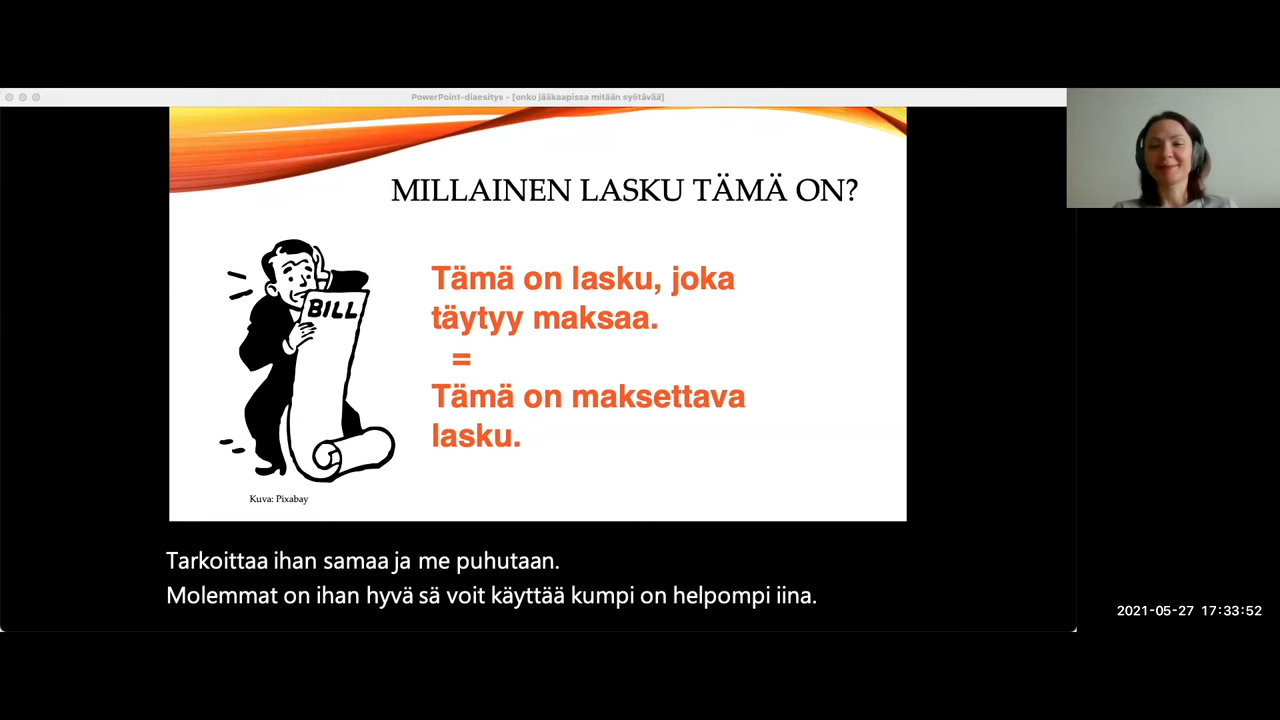 PowerPoint-diaesitys - [onko jääkaapissa mitään syötävää]
MILLAINEN LASKU TÄMÄ ON?
BILL
Tämä on lasku, joka
täytyy maksaa.
=
Tämä on maksettava
lasku.
Kuva: Pixabay
Tarkoittaa ihan samaa ja me puhutaan.
Molemmat on ihan hyvä sä voit käyttää kumpi on helpompi iina.
2021-05-27 17:33:52